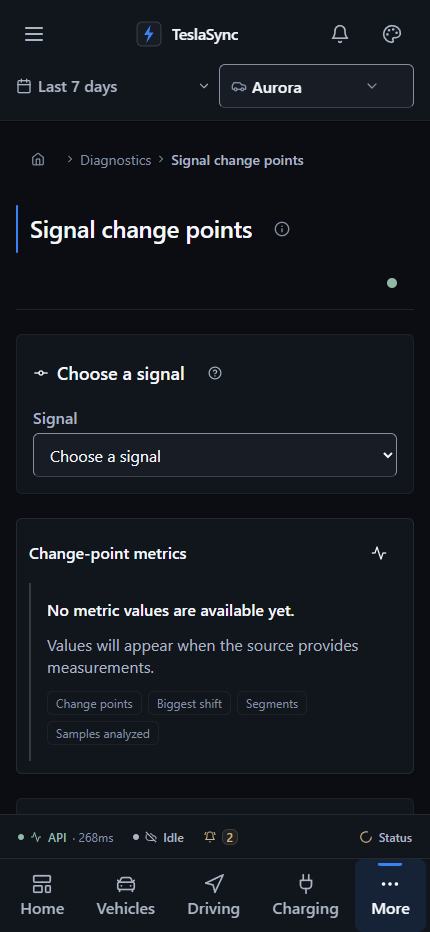 TeslaSync
Last 7 days
Aurora
Diagnostics
Signal change points
Signal change points
Choose a signal
Signal
Choose a signal
Change-point metrics
No metric values are available yet.
Values will appear when the source provides
measurements.
Change points
Biggest shift
Segments
Samples analyzed
API · 268ms
Idle
2
Status
Home
Vehicles
Driving
Charging
More